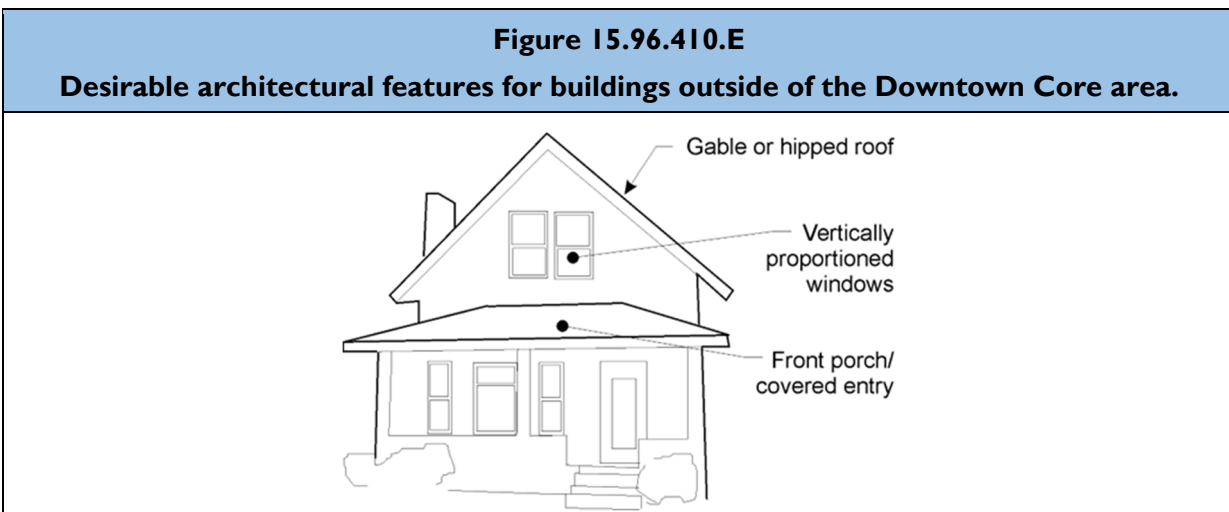 Figure 15.96.410.E
Desirable architectural features for buildings outside of the Downtown Core area.
Gable or hipped roof
Vertically
proportioned
windows
Front porch/
covered entry